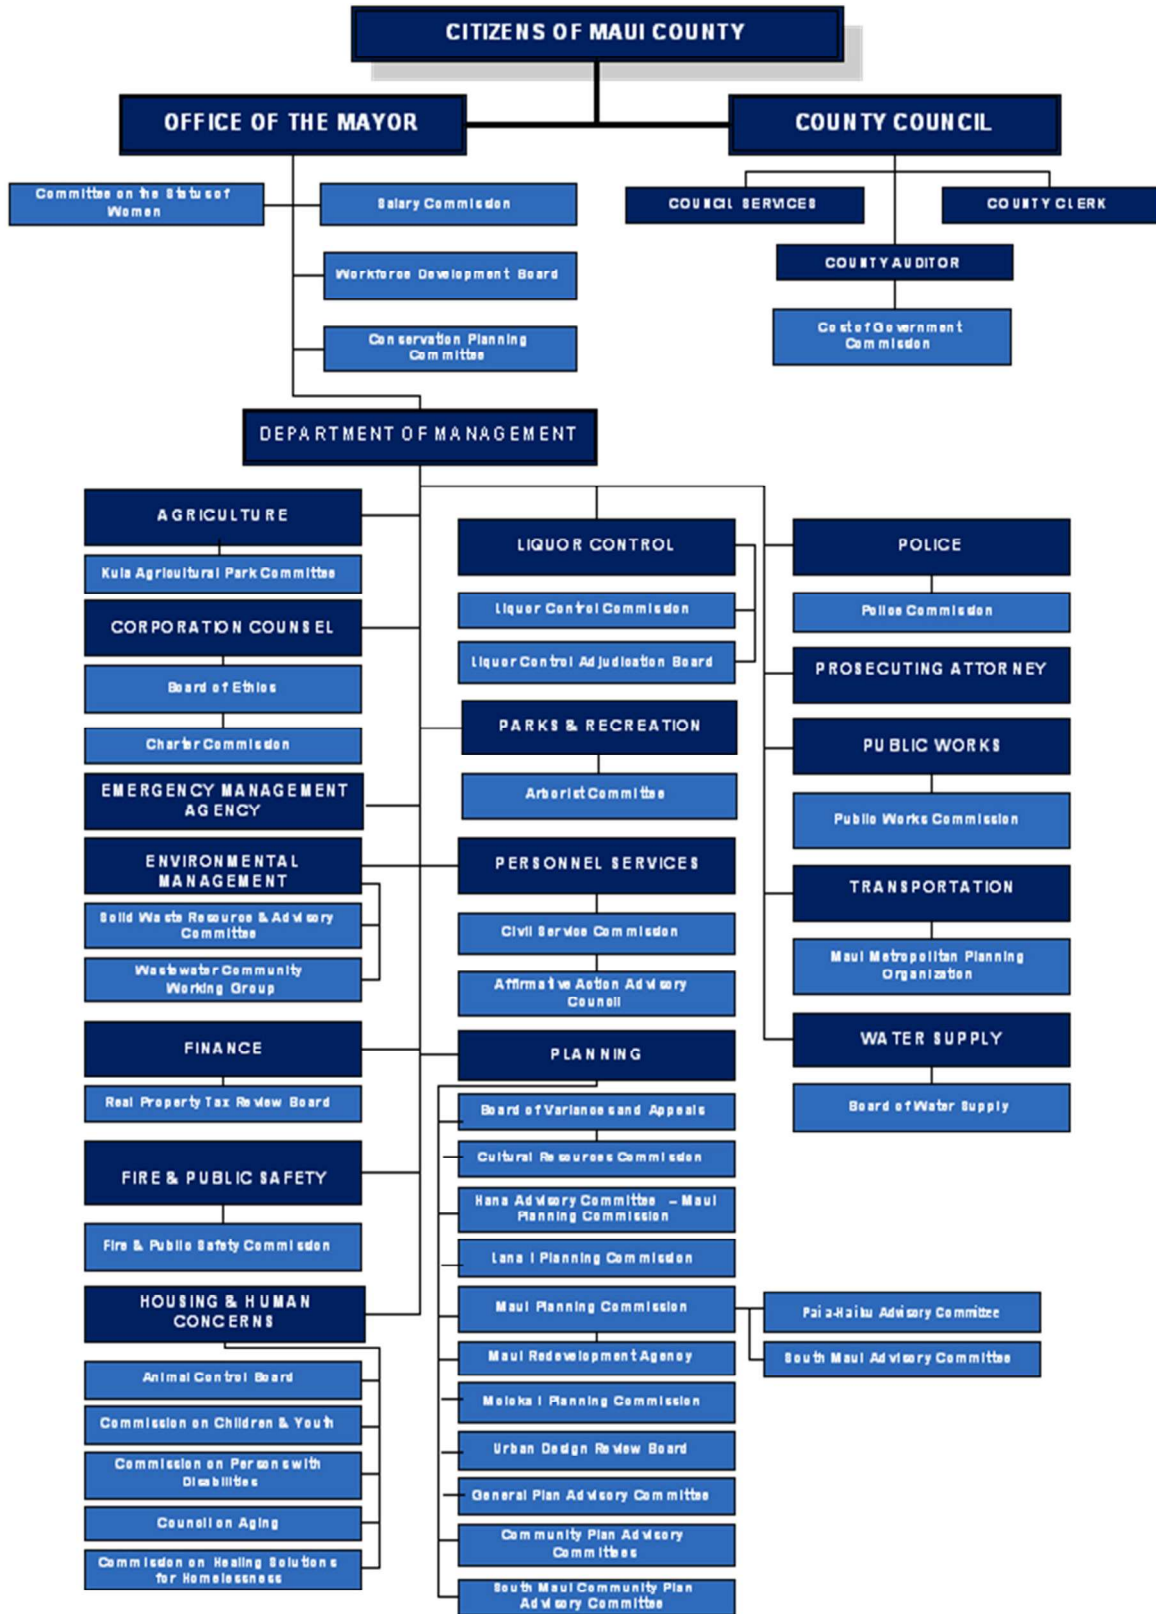 CITIZENS OF MAUI COUNTY
OFFICE OF THE MAYOR
COUNTY COUNCIL
Committee on the Status of
Women
Salary Commission
COUNCIL SERVICES
COUNTY CLERK
Workforce Development Board
COUNTY AUDITOR
Conservation Planning
Committee
Cost of Government
Commission
DEPARTMENT OF MANAGEMENT
AGRICULTURE
Kula Agricultural Park Committee
CORPORATION COUNSEL
Board of Ethics
Charter Commission
EMERGENCY MANAGEMENT
AGENCY
ENVIRONMENTAL
MANAGEMENT
Solid Waste Resource & Advisory
Committee
Wastewater Community
Working Group
FINANCE
Real Property Tax Review Board
FIRE & PUBLIC SAFETY
Fire & Public Safety Commission
HOUSING & HUMAN
CONCERNS
Animal Control Board
Commission on Children & Youth
Commission on Persons with
Disabilities
Council on Aging
Commission on Healing Solutions
for Homelessness
LIQUOR CONTROL
Liquor Control Commission
Liquor Control Adjudication Board
PARKS & RECREATION
Arborist Committee
PERSONNEL SERVICES
Civil Service Commission
Affirmative Action Advisory
Council
PLANNING
Board of Variances and Appeals
Cultural Resources Commission
Hana Advisory Committee – Maui
Planning Commission
Lana I Planning Commission
Maui Planning Commission
Maui Redevelopment Agency
Moloka I Planning Commission
Urban Design Review Board
General Plan Advisory Committee
Community Plan Advisory
Committees
South Maui Community Plan
Advisory Committee
Paia-Haiku Advisory Committee
South Maui Advisory Committee
POLICE
Police Commission
PROSECUTING ATTORNEY
PUBLIC WORKS
Public Works Commission
TRANSPORTATION
Maui Metropolitan Planning
Organization
WATER SUPPLY
Board of Water Supply